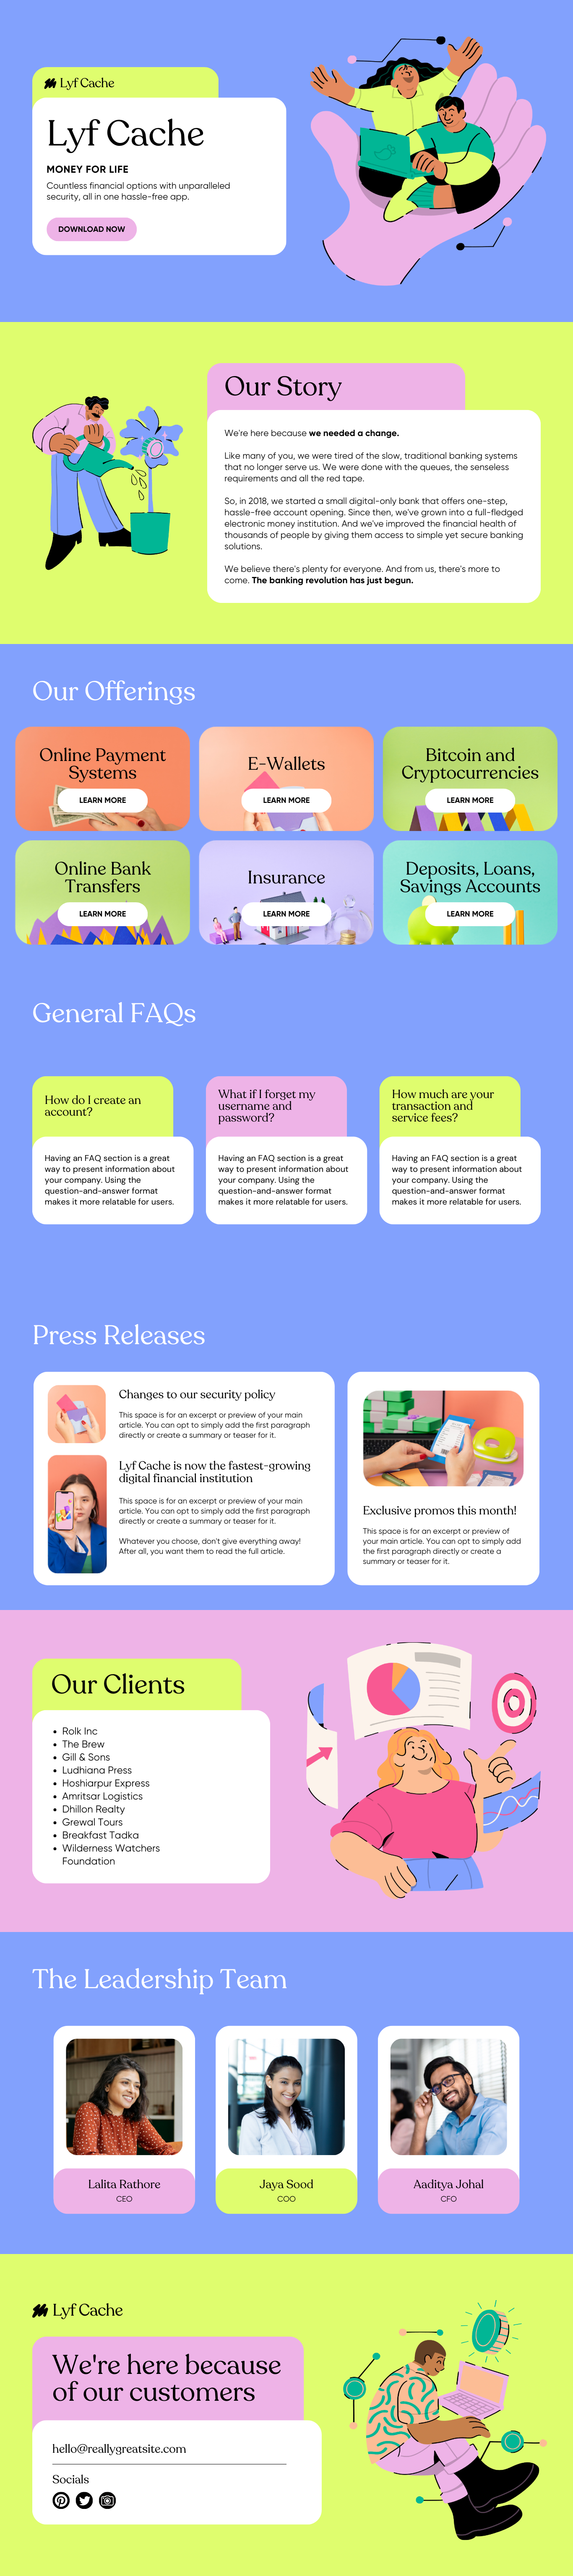 Lyf Cache
Lyf Cache
MONEY FOR LIFE
Countless financial options with unparalleled
security, all in one hassle-free app.
DOWNLOAD NOW
Our Story
We're here because we needed a change.
Like many of you, we were tired of the slow, traditional banking systems
that no longer serve us. We were done with the queues, the senseless
requirements and all the red tape.
So, in 2018, we started a small digital-only bank that offers one-step,
hassle-free account opening. Since then, we've grown into a full-fledged
electronic money institution. And we've improved the financial health of
thousands of people by giving them access to simple yet secure banking
solutions.
We believe there's plenty for everyone. And from us, there's more to
come. The banking revolution has just begun.
Our Offerings
Online Payment
Systems
LEARN MORE
E-Wallets
LEARN MORE
Bitcoin and
Cryptocurrencies
LEARN MORE
Online Bank
Transfers
LEARN MORE
Insurance
LEARN MORE
Deposits, Loans,
Savings Accounts
LEARN MORE
General FAQs
How do I create an
account?
Having an FAQ section is a great
way to present information about
your company. Using the
question-and-answer format
makes it more relatable for users.
What if I forget my
username and
password?
Having an FAQ section is a great
way to present information about
your company. Using the
question-and-answer format
makes it more relatable for users.
How much are your
transaction and
service fees?
Having an FAQ section is a great
way to present information about
your company. Using the
question-and-answer format
makes it more relatable for users.
Press Releases
Changes to our security policy
This space is for an excerpt or preview of your main
article. You can opt to simply add the first paragraph
directly or create a summary or teaser for it.
Lyf Cache is now the fastest-growing
digital financial institution
This space is for an excerpt or preview of your main
article. You can opt to simply add the first paragraph
directly or create a summary or teaser for it.
Whatever you choose, don't give everything away!
After all, you want them to read the full article.
Exclusive promos this month!
This space is for an excerpt or preview of
your main article. You can opt to simply add
the first paragraph directly or create a
summary or teaser for it.
Our Clients
• Rolk Inc
• The Brew
• Gill & Sons
• Ludhiana Press
• Hoshiarpur Express
• Amritsar Logistics
• Dhillon Realty
• Grewal Tours
• Breakfast Tadka
• Wilderness Watchers
Foundation
The Leadership Team
Lalita Rathore
CEO
Jaya Sood
COO
Aaditya Johal
CFO
Lyf Cache
We're here because
of our customers
hello@reallygreatsite.com
Socials